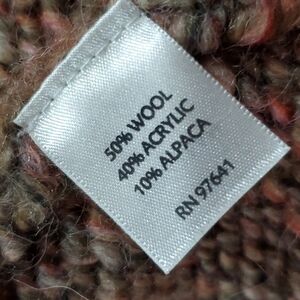 50% WOOL
40% ACRYLIC
10% ALPACA
RN 97641